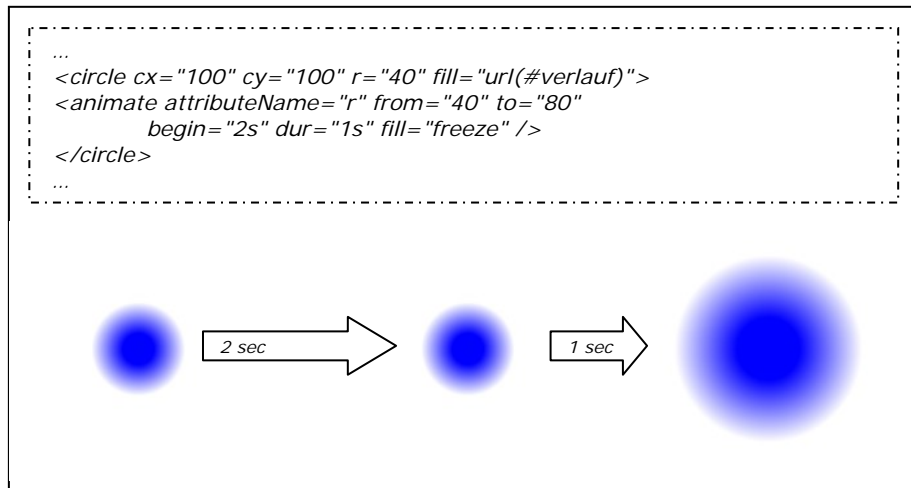 ...
<circle cx="100" cy="100" r="40" fill="url(#verlauf)">
<animate attributeName="r" from="40" to="80"
begin="2s" dur="1s" fill="freeze" />
</circle>
...
2 sec
1 sec